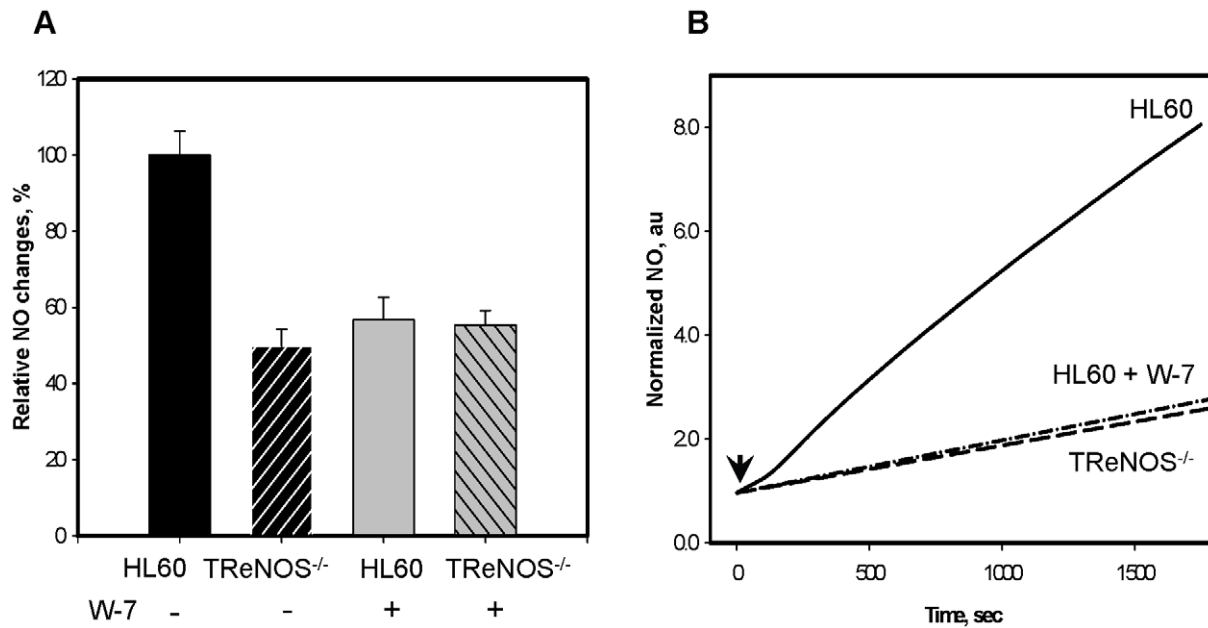 A
Relative NO changes, %
120
100
80
60
40
20
0
HL60 TReNOS-/- HL60 TReNOS-/-
W-7 - - + +
B
Normalized NO, au
8.0
6.0
4.0
2.0
0.0
HL60
HL60 + W-7
TReNOS-/-
0 500 1000 1500
Time, sec